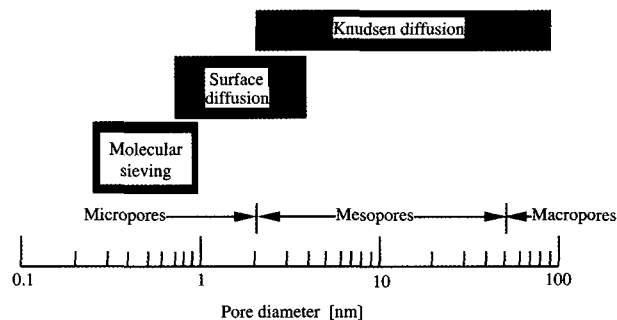 Knudsen diffusion
Surface
diffusion
Molecular
sieving
Micropores
Mesopores
Macropores
0.1
1
10
100
Pore diameter [nm]